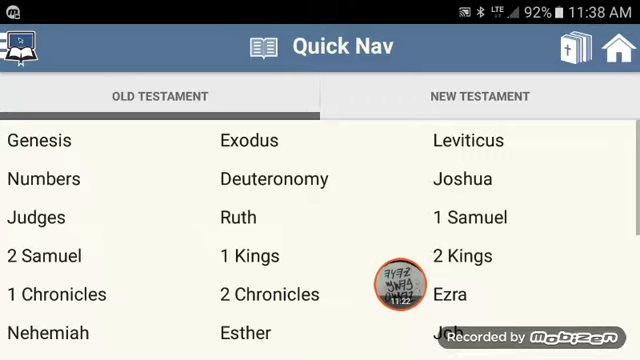 LTE 92% 11:38 AM
Quick Nav
OLD TESTAMENT NEW TESTAMENT
Genesis Exodus Leviticus
Numbers Deuteronomy Joshua
Judges Ruth 1 Samuel
2 Samuel 1 Kings 2 Kings
1 Chronicles 2 Chronicles Ezra
11:22
Nehemiah Esther Job
Recorded by mobizen